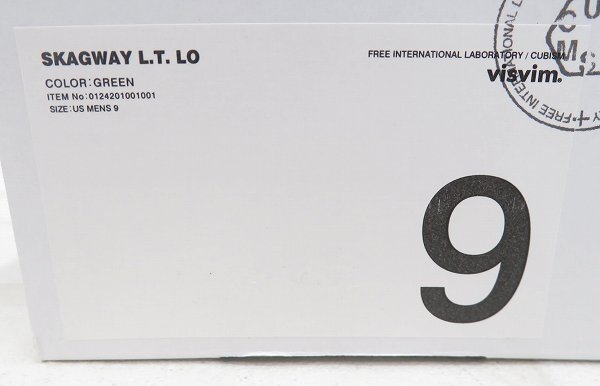 SKAGWAY L.T. LO
COLOR:GREEN
ITEM No:0124201001001
SIZE:US MENS 9
FREE INTERNATIONAL LABORATORY / CUBISM
visvim.
9